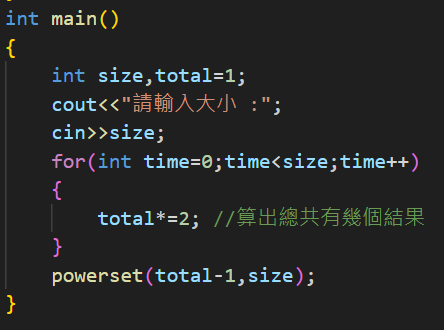 int main()
{
    int size,total=1;
    cout<<"請輸入大小 :";
    cin>>size;
    for(int time=0;time<size;time++)
    {
        total*=2; //算出總共有幾個結果
    }
    powerset(total-1,size);
}